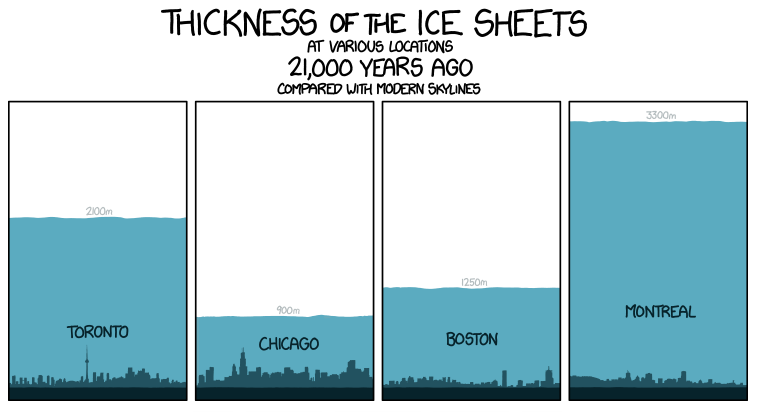 THICKNESS OF THE ICE SHEETS
AT VARIOUS LOCATIONS
21,000 YEARS AGO
COMPARED WITH MODERN SKYLINES
2100m
TORONTO
900m
CHICAGO
1250m
BOSTON
3300m
MONTREAL